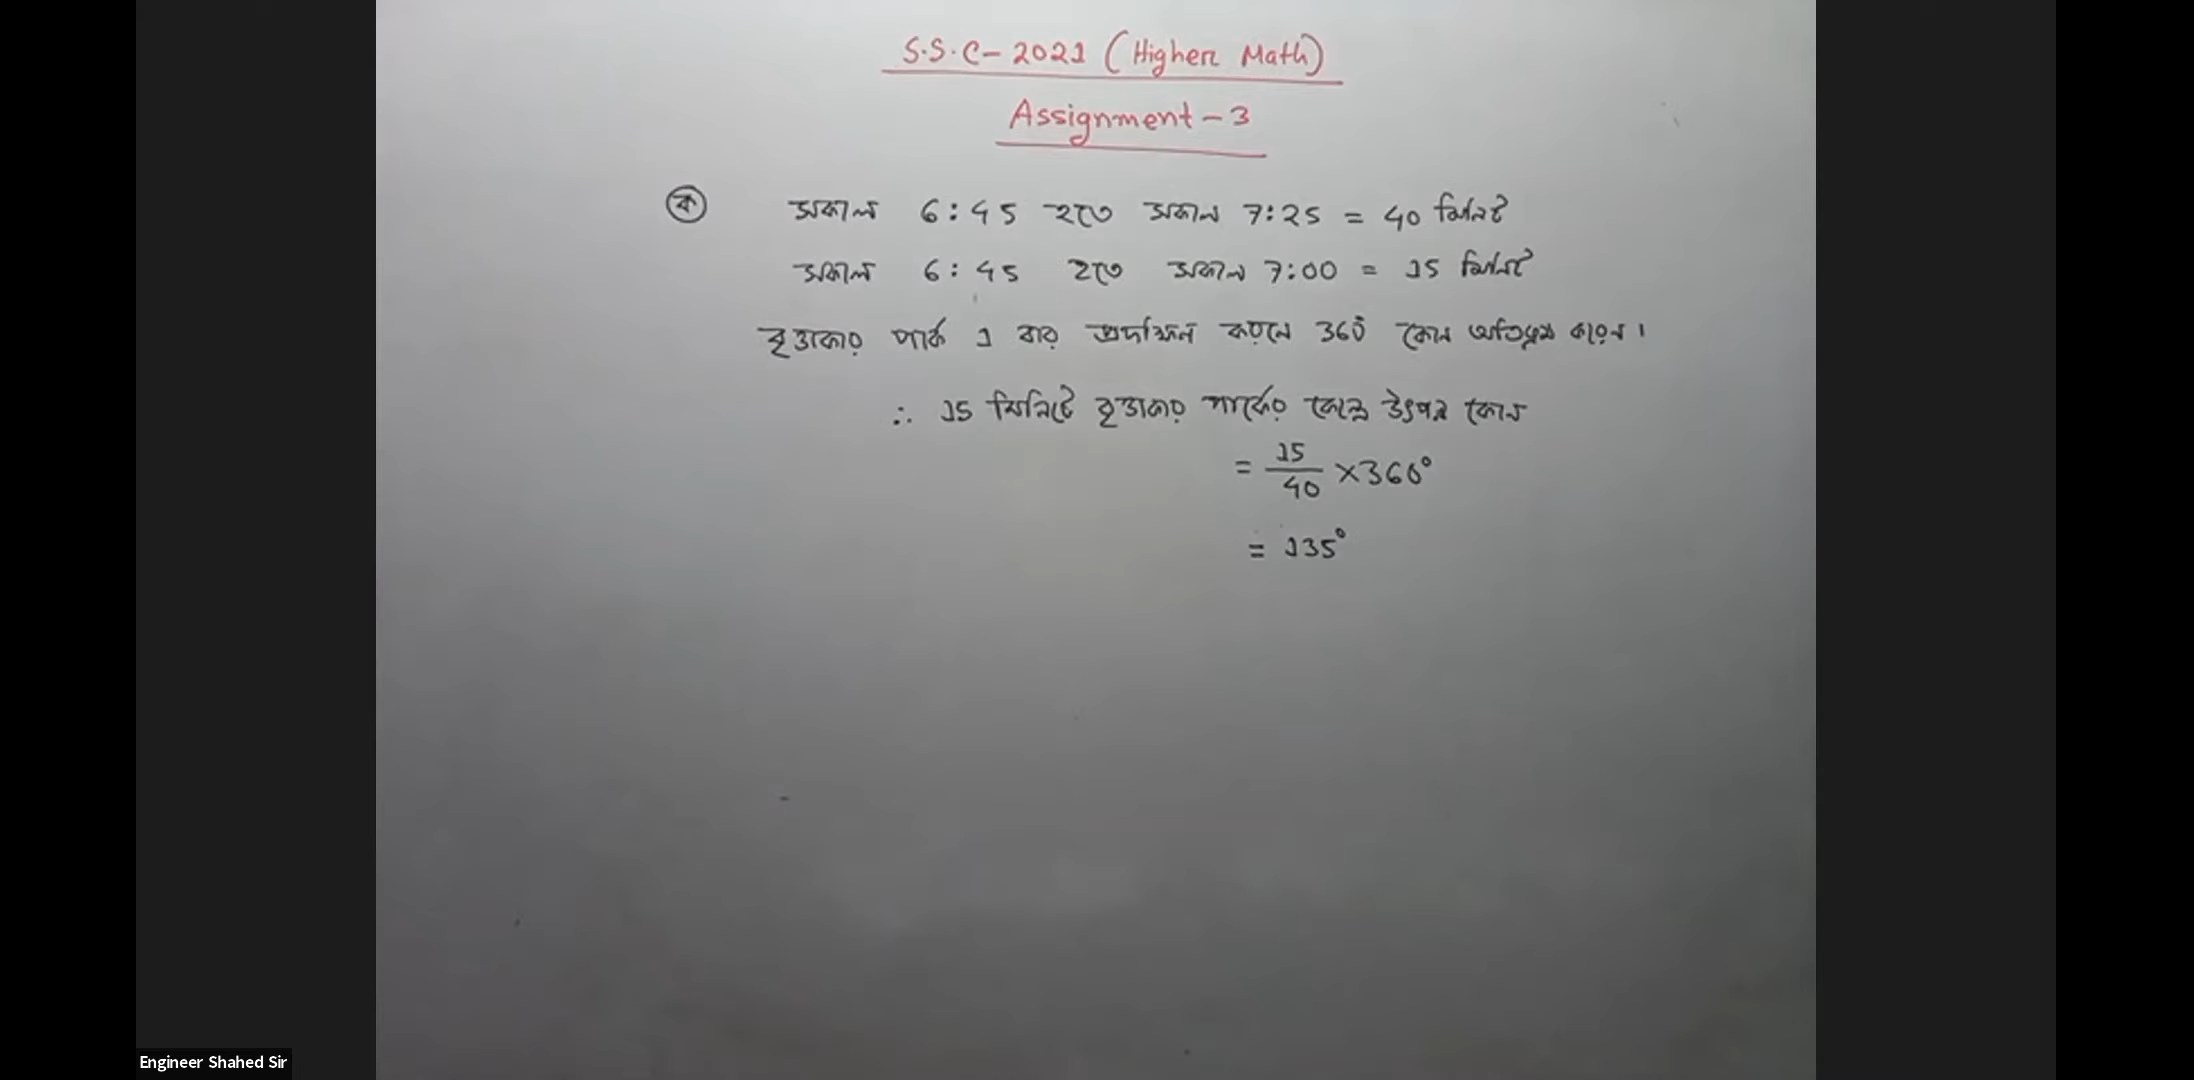 S.S.C - 2021 (Higher Math)
Assignment - 3
ক সকাল 6:45 হতে সকাল 7:25 = 40 মিনিট
সকাল 6:45 হতে সকাল 7:00 = 15 মিনিট
বৃত্তাকার পার্ক 1 বার প্রদক্ষিন করলে 360° কোন অতিক্রম করেন।
∴ 15 মিনিটে বৃত্তাকার পার্কের কেন্দ্রে উৎপন্ন কোন
= 15/40 × 360°
= 135°
Engineer Shahed Sir